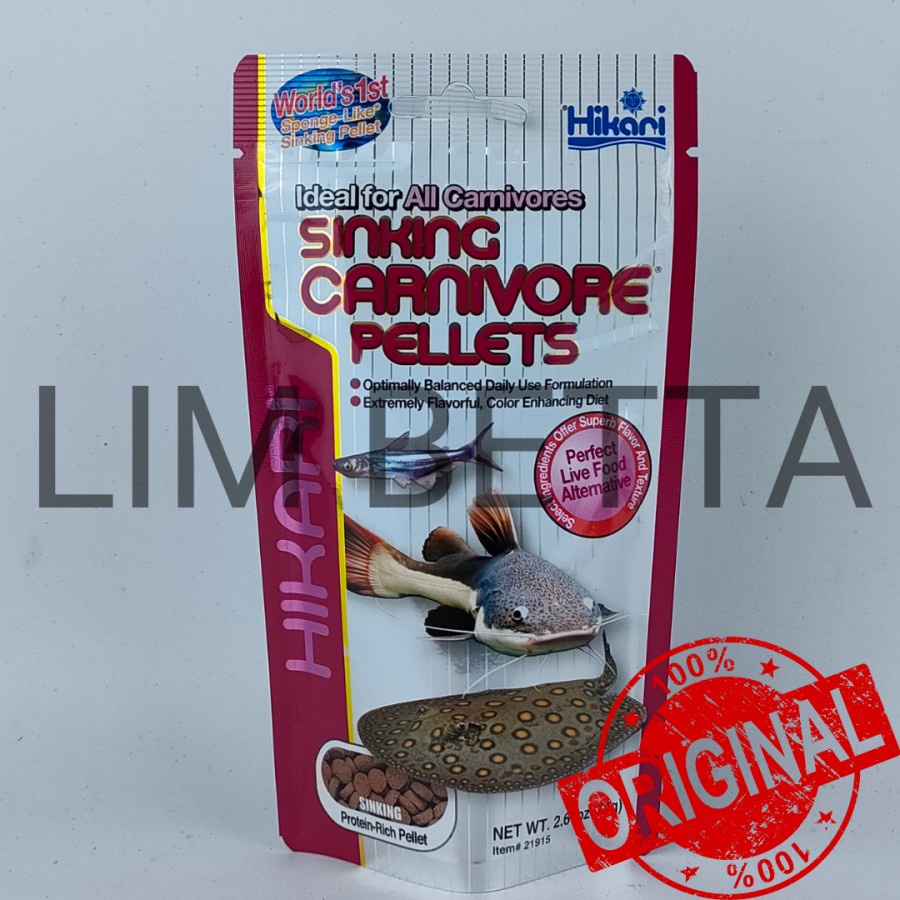 World's 1st
Sponge-Like*
Sinking Pellet
Hikari
Ideal for All Carnivores
SINKING
CARNIVORE®
PELLETS
Optimally Balanced Daily Use Formulation
Extremely Flavorful, Color Enhancing Diet
Select Ingredients Offer Superb Flavor And Texture
Perfect
Live Food
Alternative
LIM BETTA
HIKARI
SINKING
Protein-Rich Pellet
NET WT. 2.6
Item# 21915
100%
ORIGINAL
100%